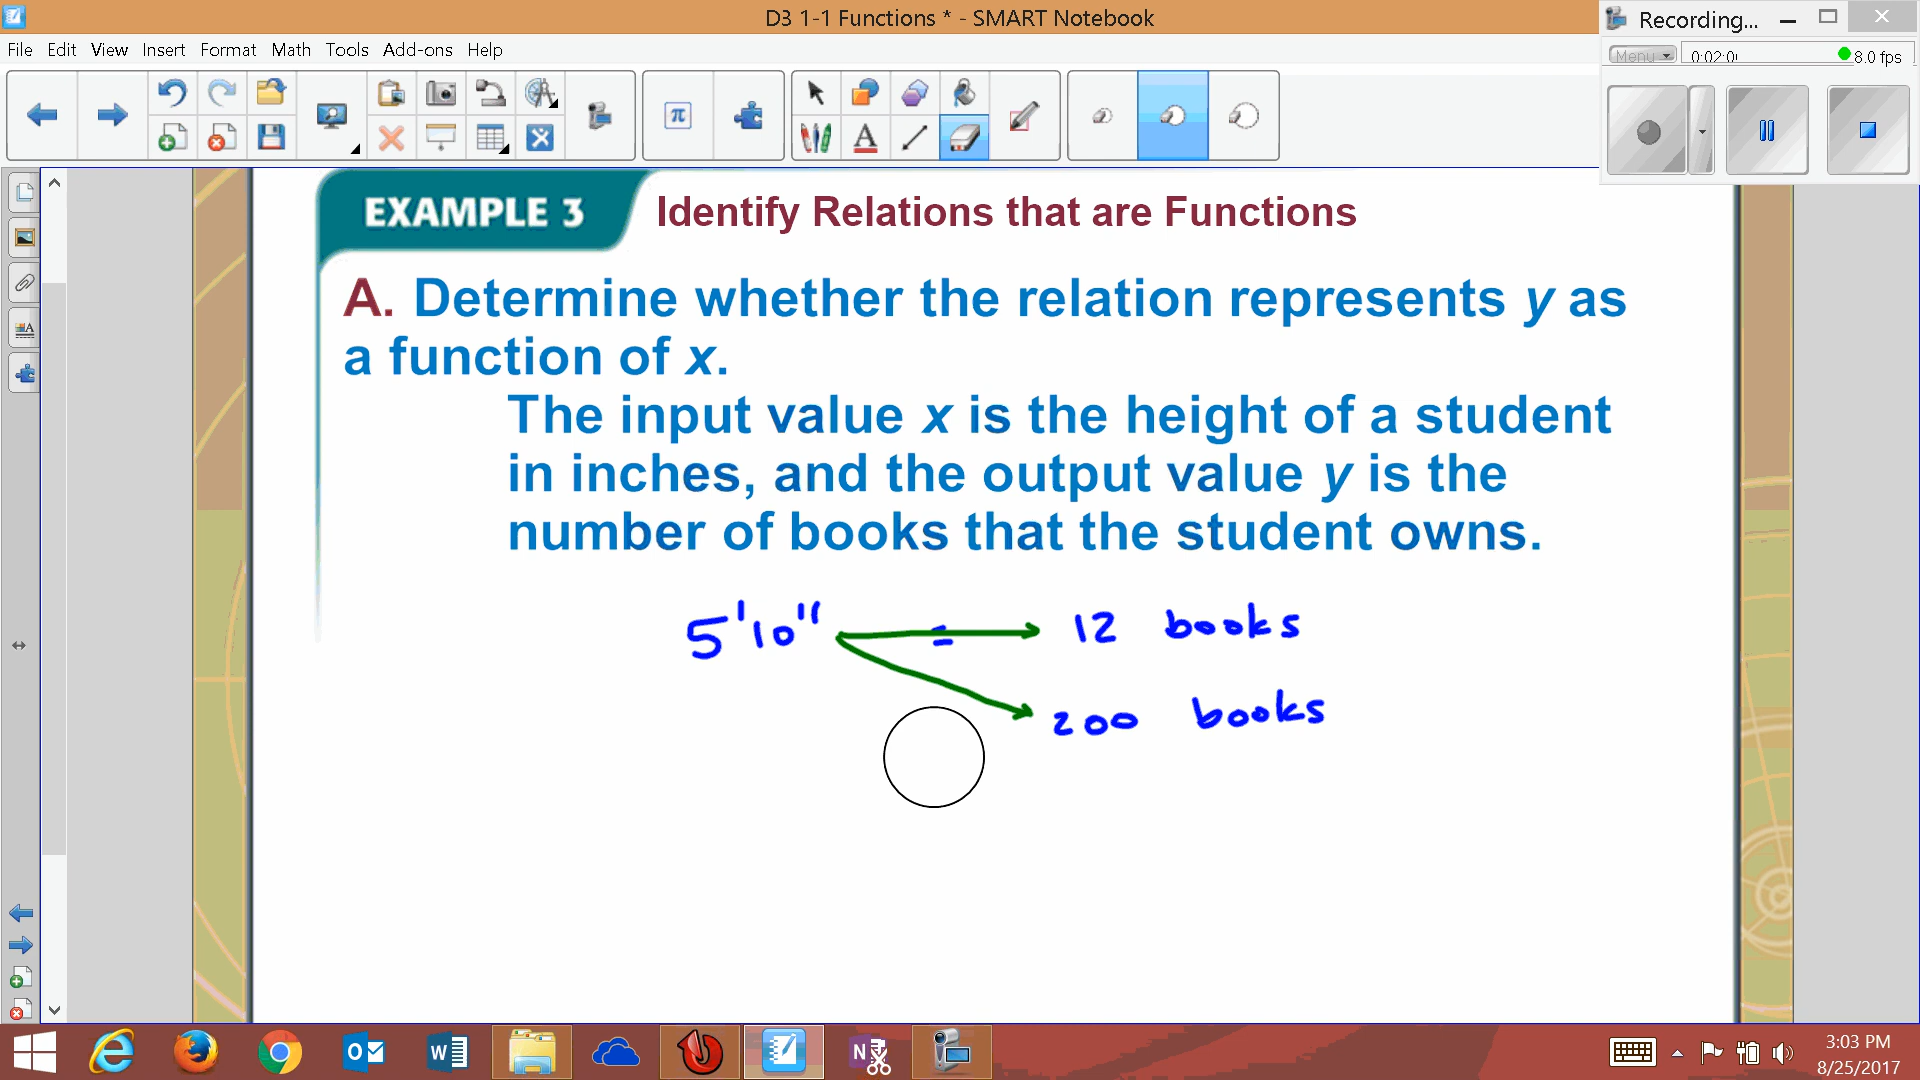 D3 1-1 Functions * - SMART Notebook
Recording...
File Edit View Insert Format Math Tools Add-ons Help
Menu
8.0 fps
EXAMPLE 3 Identify Relations that are Functions
A. Determine whether the relation represents y as
a function of x.
The input value x is the height of a student
in inches, and the output value y is the
number of books that the student owns.
5'10" = 12 books
200 books
3:03 PM
8/25/2017